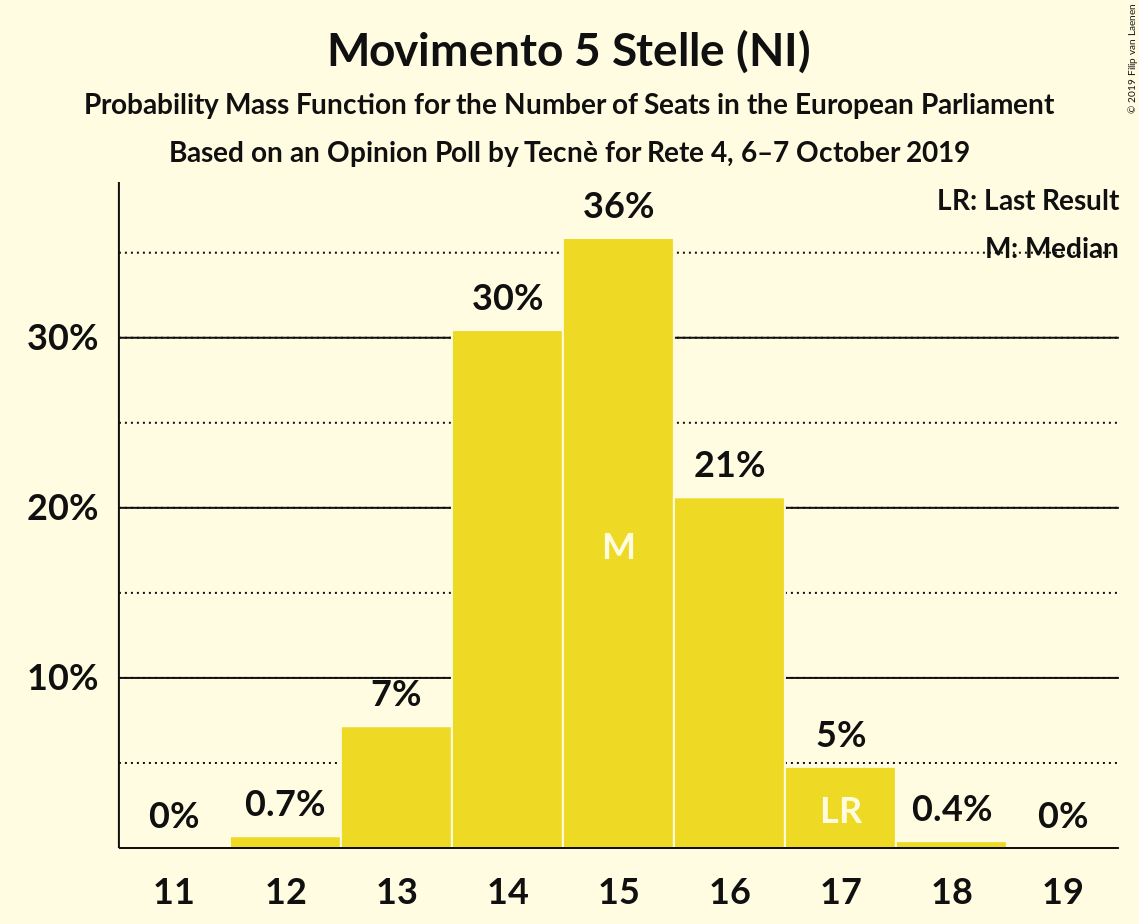 Movimento 5 Stelle (NI)
Probability Mass Function for the Number of Seats in the European Parliament
Based on an Opinion Poll by Tecnè for Rete 4, 6–7 October 2019
© 2019 Filip van Laenen
LR: Last Result
M: Median
36%
30%
30%
21%
20%
M
10%
7%
5%
LR
0%
0.7%
0.4%
0%
11 12 13 14 15 16 17 18 19